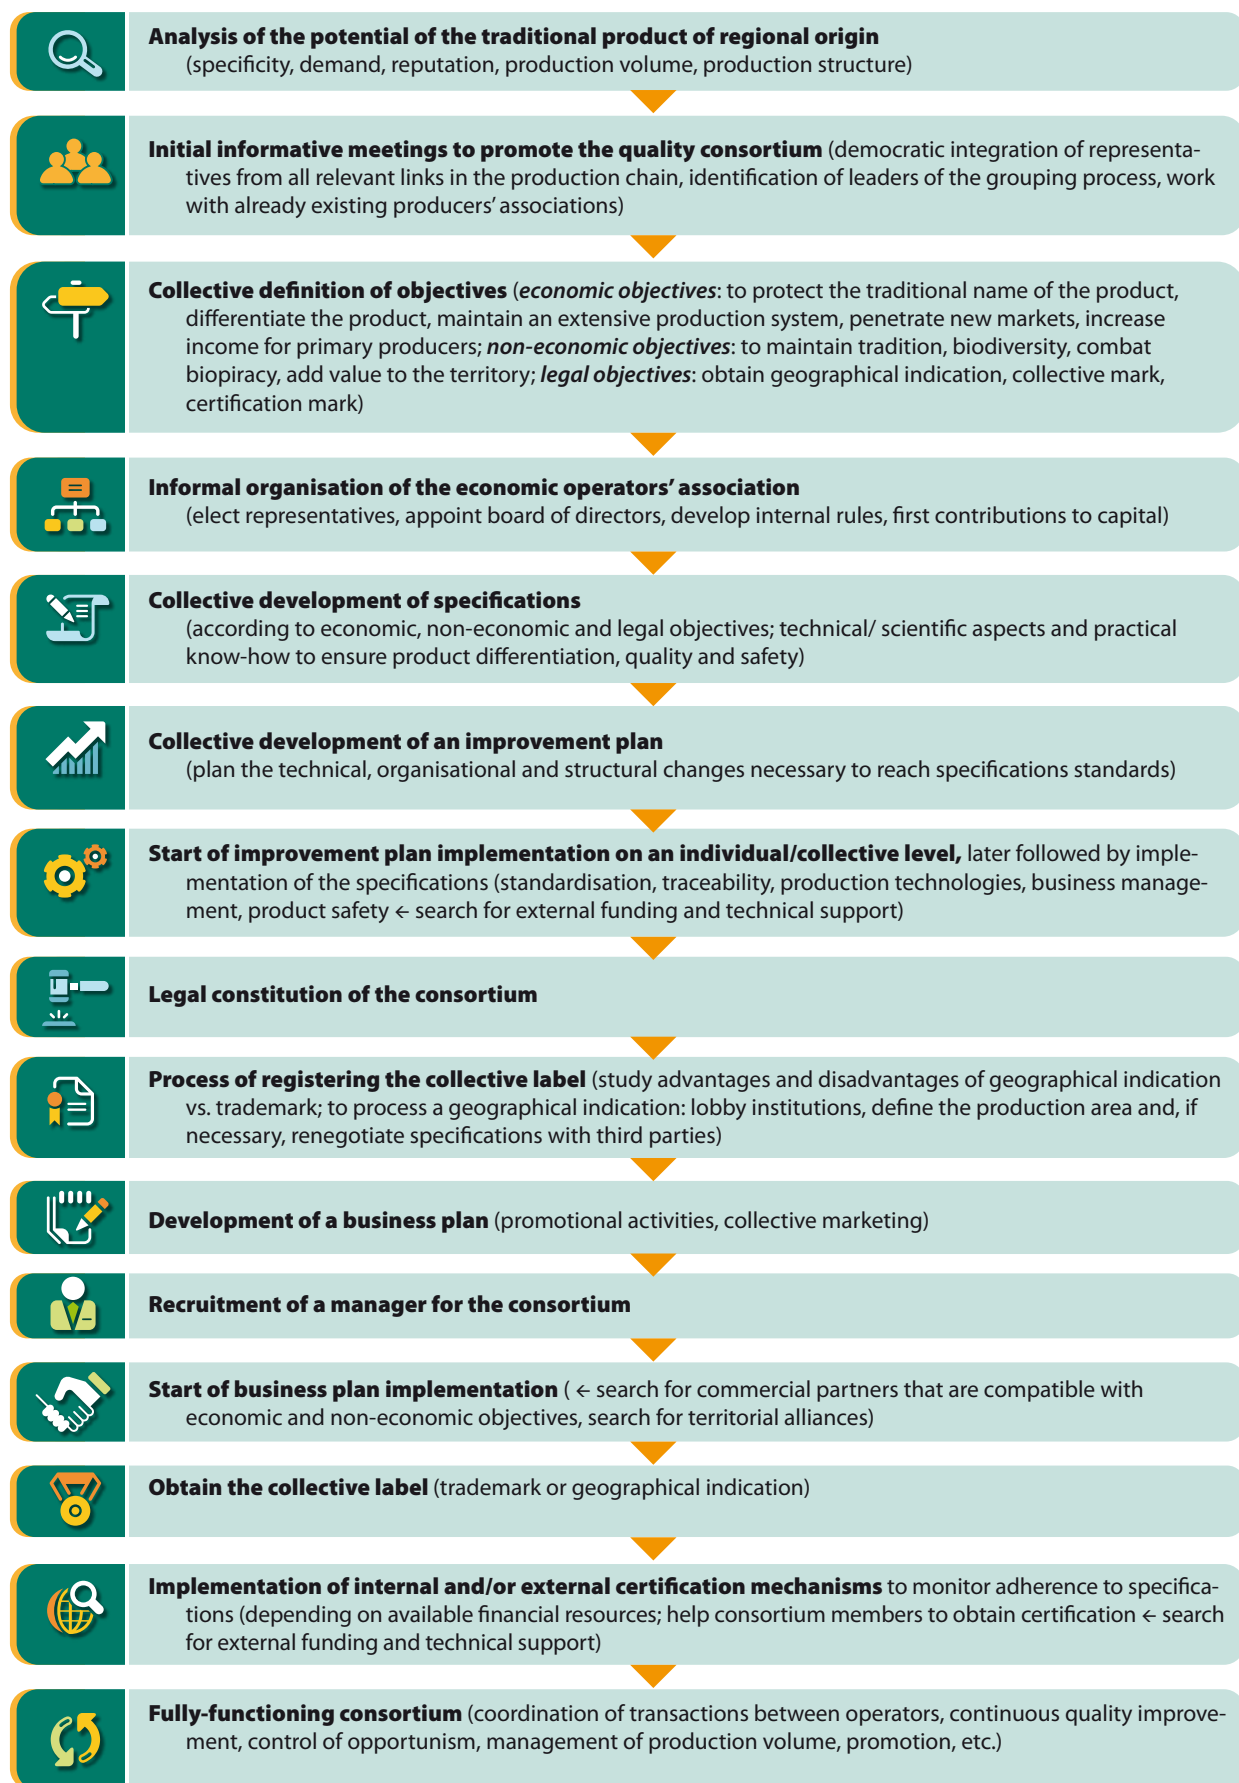 Analysis of the potential of the traditional product of regional origin
(specificity, demand, reputation, production volume, production structure)
Initial informative meetings to promote the quality consortium (democratic integration of representa-
tives from all relevant links in the production chain, identification of leaders of the grouping process, work
with already existing producers’ associations)
Collective definition of objectives (economic objectives: to protect the traditional name of the product,
differentiate the product, maintain an extensive production system, penetrate new markets, increase
income for primary producers; non-economic objectives: to maintain tradition, biodiversity, combat
biopiracy, add value to the territory; legal objectives: obtain geographical indication, collective mark,
certification mark)
Informal organisation of the economic operators’ association
(elect representatives, appoint board of directors, develop internal rules, first contributions to capital)
Collective development of specifications
(according to economic, non-economic and legal objectives; technical/ scientific aspects and practical
know-how to ensure product differentiation, quality and safety)
Collective development of an improvement plan
(plan the technical, organisational and structural changes necessary to reach specifications standards)
Start of improvement plan implementation on an individual/collective level, later followed by imple-
mentation of the specifications (standardisation, traceability, production technologies, business manage-
ment, product safety ← search for external funding and technical support)
Legal constitution of the consortium
Process of registering the collective label (study advantages and disadvantages of geographical indication
vs. trademark; to process a geographical indication: lobby institutions, define the production area and, if
necessary, renegotiate specifications with third parties)
Development of a business plan (promotional activities, collective marketing)
Recruitment of a manager for the consortium
Start of business plan implementation ( ← search for commercial partners that are compatible with
economic and non-economic objectives, search for territorial alliances)
Obtain the collective label (trademark or geographical indication)
Implementation of internal and/or external certification mechanisms to monitor adherence to specifica-
tions (depending on available financial resources; help consortium members to obtain certification ← search
for external funding and technical support)
Fully-functioning consortium (coordination of transactions between operators, continuous quality improve-
ment, control of opportunism, management of production volume, promotion, etc.)